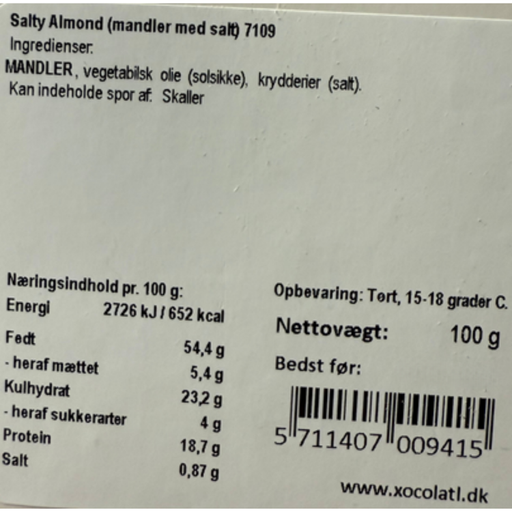 Salty Almond (mandler med salt) 7109
Ingredienser:
MANDLER, vegetabilsk olie (solsikke), krydderier (salt).
Kan indeholde spor af: Skaller
Næringsindhold pr. 100 g:
Energi 2726 kJ / 652 kcal
Fedt 54,4 g
- heraf mættet 5,4 g
Kulhydrat 23,2 g
- heraf sukkerarter 4 g
Protein 18,7 g
Salt 0,87 g
Opbevaring: Tørt, 15-18 grader C.
Nettovægt: 100 g
Bedst før:
5 711407 009415
www.xocolatl.dk